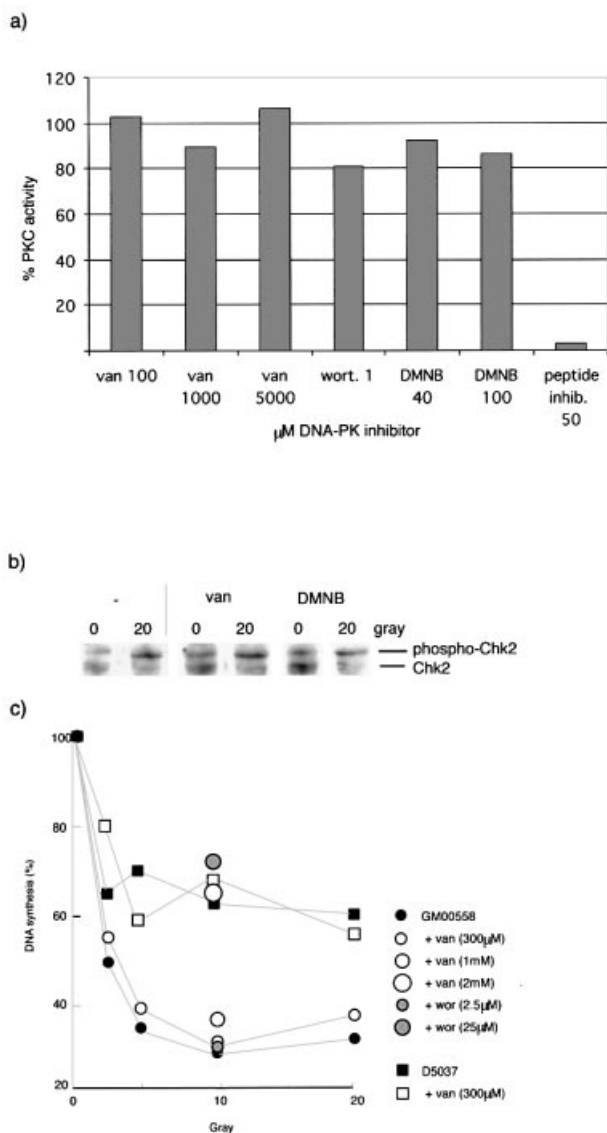 a)
120
100
80
60
40
20
% PKC activity
van 100
van 1000
van 5000
wort. 1
DMNB 40
DMNB 100
peptide inhib. 50
μM DNA-PK inhibitor
b)
- van DMNB
0 20 0 20 0 20 gray
phospho-Chk2
Chk2
c)
100
80
60
40
20
DNA synthesis (%)
0 10 20
Gray
GM00558
+ van (300μM)
+ van (1mM)
+ van (2mM)
+ wor (2.5μM)
+ wor (25μM)
D5037
+ van (300μM)